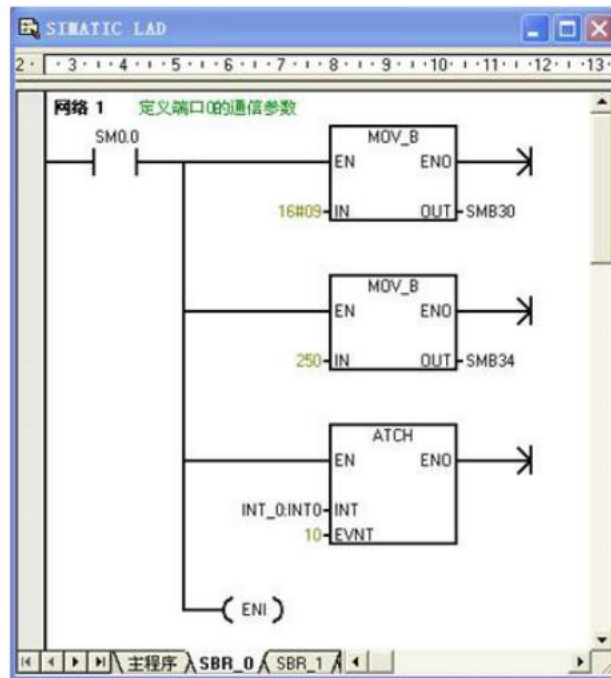 SIMATIC LAD
2 · · 3 · ı · 4 · ı · 5 · ı · 6 · ı · 7 · ı · 8 · ı · 9 · ı · 10 · ı · 11 · ı · 12 · ı · 13 ·
网络 1 定义端口0的通信参数
SM0.0
MOV_B
EN ENO
16#09 IN OUT SMB30
MOV_B
EN ENO
250 IN OUT SMB34
ATCH
EN ENO
INT_0:INT0 INT
10 EVNT
ENI
主程序 SBR_0 SBR_1